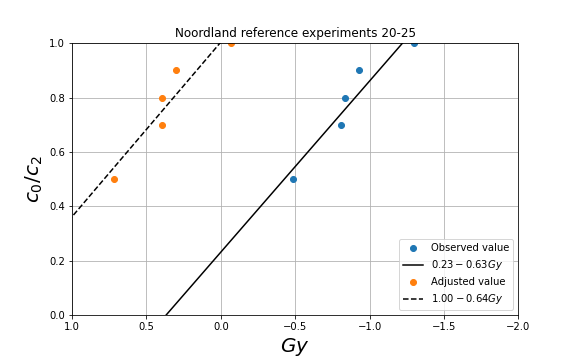 Noordland reference experiments 20-25
c₀/c₂
1.0
0.8
0.6
0.4
0.2
0.0
Observed value
0.23 − 0.63Gy
Adjusted value
1.00 − 0.64Gy
1.0 0.5 0.0 −0.5 −1.0 −1.5 −2.0
Gy